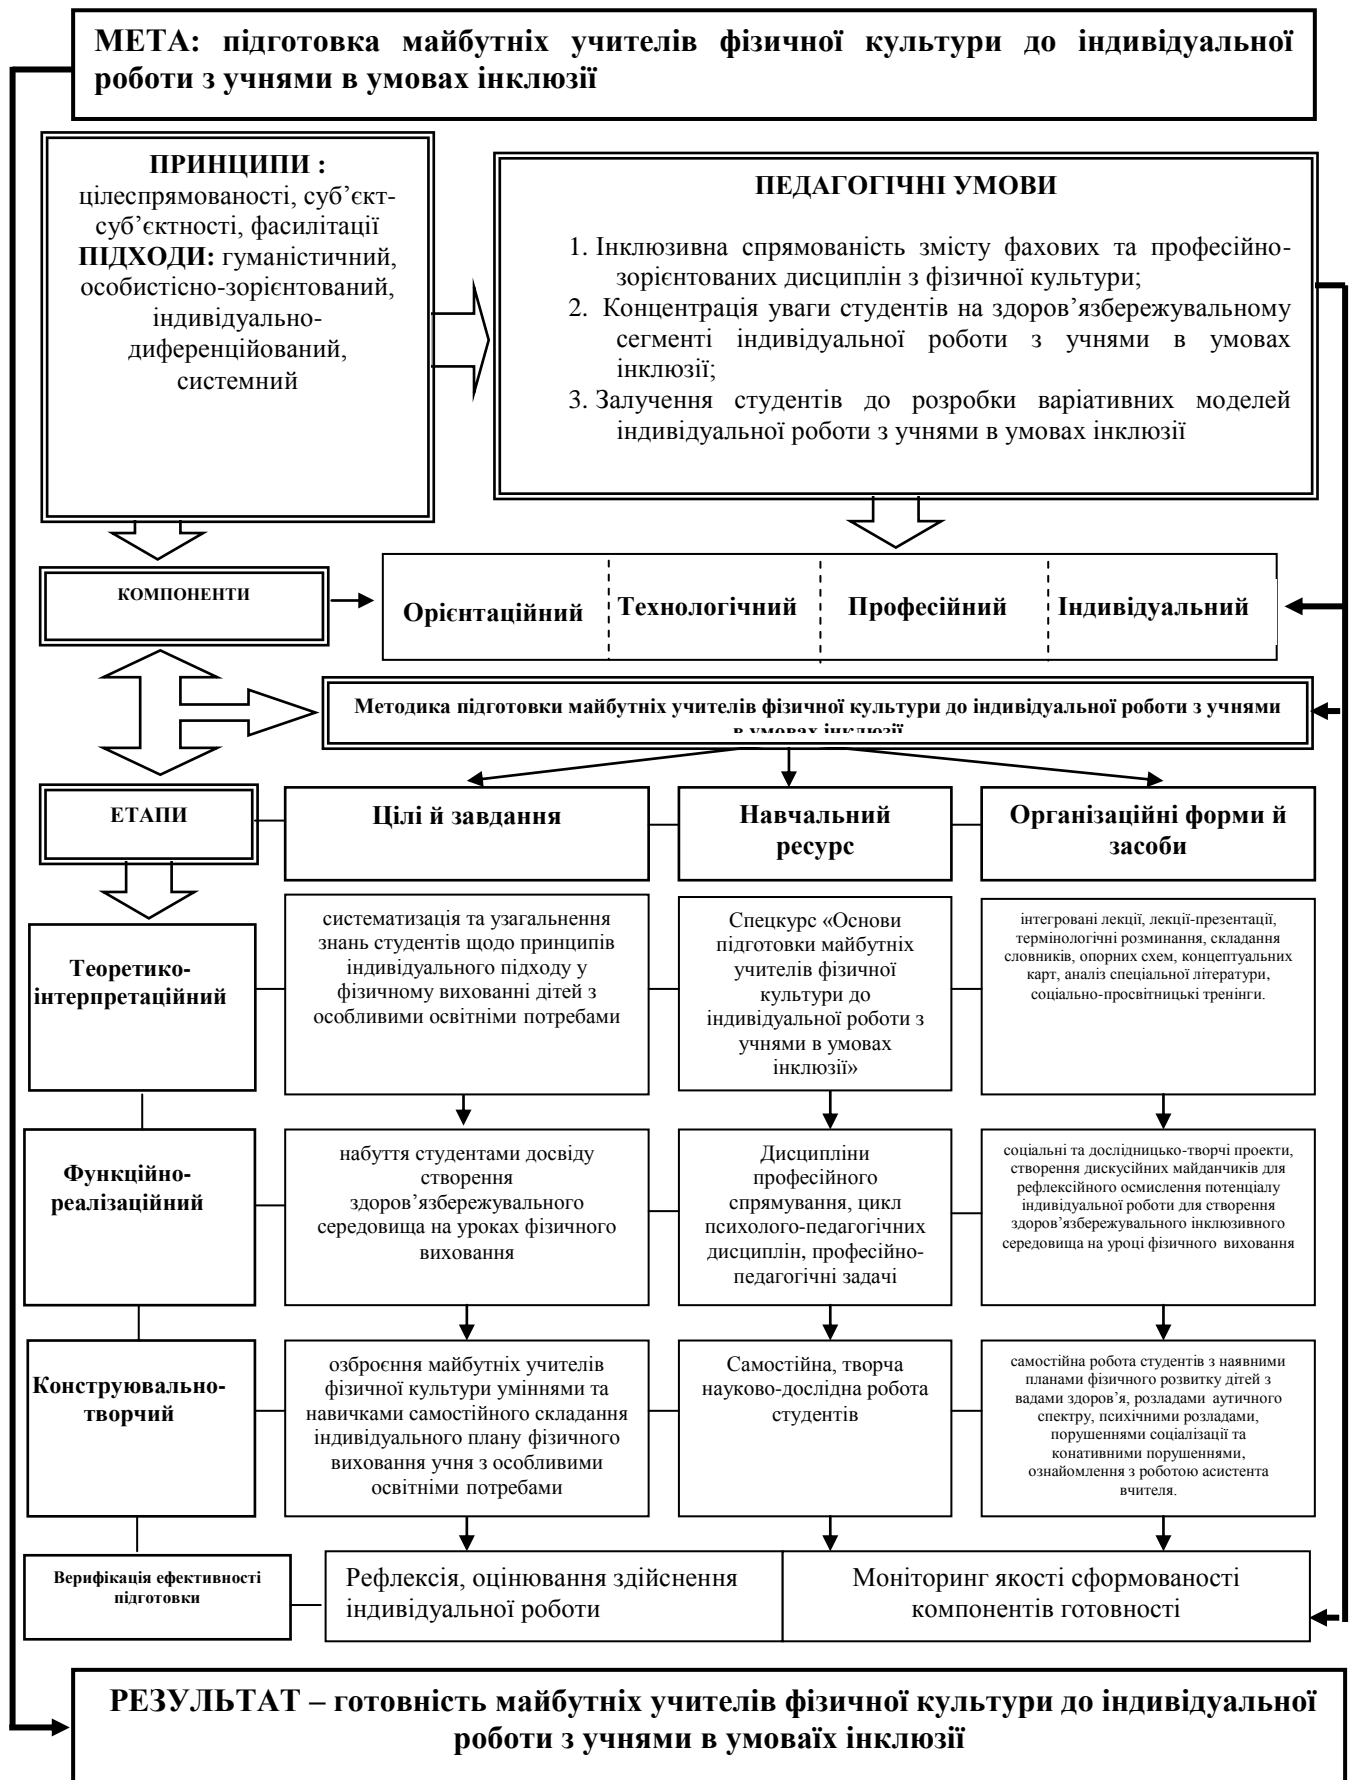 МЕТА: підготовка майбутніх учителів фізичної культури до індивідуальної
роботи з учнями в умовах інклюзії
ПРИНЦИПИ :
цілеспрямованості, суб’єкт-
суб’єктності, фасилітації
ПІДХОДИ: гуманістичний,
особистісно-зорієнтований,
індивідуально-
диференційований,
системний
ПЕДАГОГІЧНІ УМОВИ
1. Інклюзивна спрямованість змісту фахових та професійно-
зорієнтованих дисциплін з фізичної культури;
2. Концентрація уваги студентів на здоров’язбережувальному
сегменті індивідуальної роботи з учнями в умовах
інклюзії;
3. Залучення студентів до розробки варіативних моделей
індивідуальної роботи з учнями в умовах інклюзії
КОМПОНЕНТИ
Орієнтаційний
Технологічний
Професійний
Індивідуальний
Методика підготовки майбутніх учителів фізичної культури до індивідуальної роботи з учнями
в умовах інклюзії
ЕТАПИ
Цілі й завдання
Навчальний
ресурс
Організаційні форми й
засоби
Теоретико-
інтерпретаційний
систематизація та узагальнення
знань студентів щодо принципів
індивідуального підходу у
фізичному вихованні дітей з
особливими освітніми потребами
Спецкурс «Основи
підготовки майбутніх
учителів фізичної
культури до
індивідуальної роботи з
учнями в умовах
інклюзії»
інтегровані лекції, лекції-презентації,
термінологічні розминання, складання
словників, опорних схем, концептуальних
карт, аналіз спеціальної літератури,
соціально-просвітницькі тренінги.
Функційно-
реалізаційний
набуття студентами досвіду
створення
здоров’язбережувального
середовища на уроках фізичного
виховання
Дисципліни
професійного
спрямування, цикл
психолого-педагогічних
дисциплін, професійно-
педагогічні задачі
соціальні та дослідницько-творчі проекти,
створення дискусійних майданчиків для
рефлексійного осмислення потенціалу
індивідуальної роботи для створення
здоров’язбережувального інклюзивного
середовища на уроці фізичного виховання
Конструювально-
творчий
озброєння майбутніх учителів
фізичної культури уміннями та
навичками самостійного складання
індивідуального плану фізичного
виховання учня з особливими
освітніми потребами
Самостійна, творча
науково-дослідна робота
студентів
самостійна робота студентів з наявними
планами фізичного розвитку дітей з
вадами здоров’я, розладами аутичного
спектру, психічними розладами,
порушеннями соціалізації та
конативними порушеннями,
ознайомлення з роботою асистента
вчителя.
Верифікація ефективності
підготовки
Рефлексія, оцінювання здійснення
індивідуальної роботи
Моніторинг якості сформованості
компонентів готовності
РЕЗУЛЬТАТ – готовність майбутніх учителів фізичної культури до індивідуальної
роботи з учнями в умоваїх інклюзії